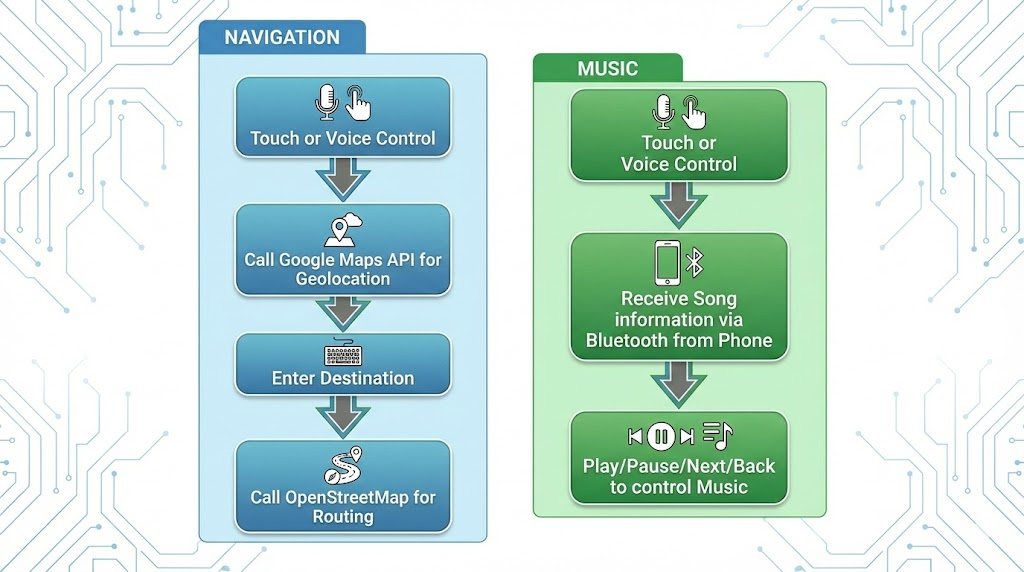 NAVIGATION
Touch or Voice Control
Call Google Maps API for
Geolocation
Enter Destination
Call OpenStreetMap for
Routing
MUSIC
Touch or
Voice Control
Receive Song
information via
Bluetooth from Phone
Play/Pause/Next/Back
to control Music